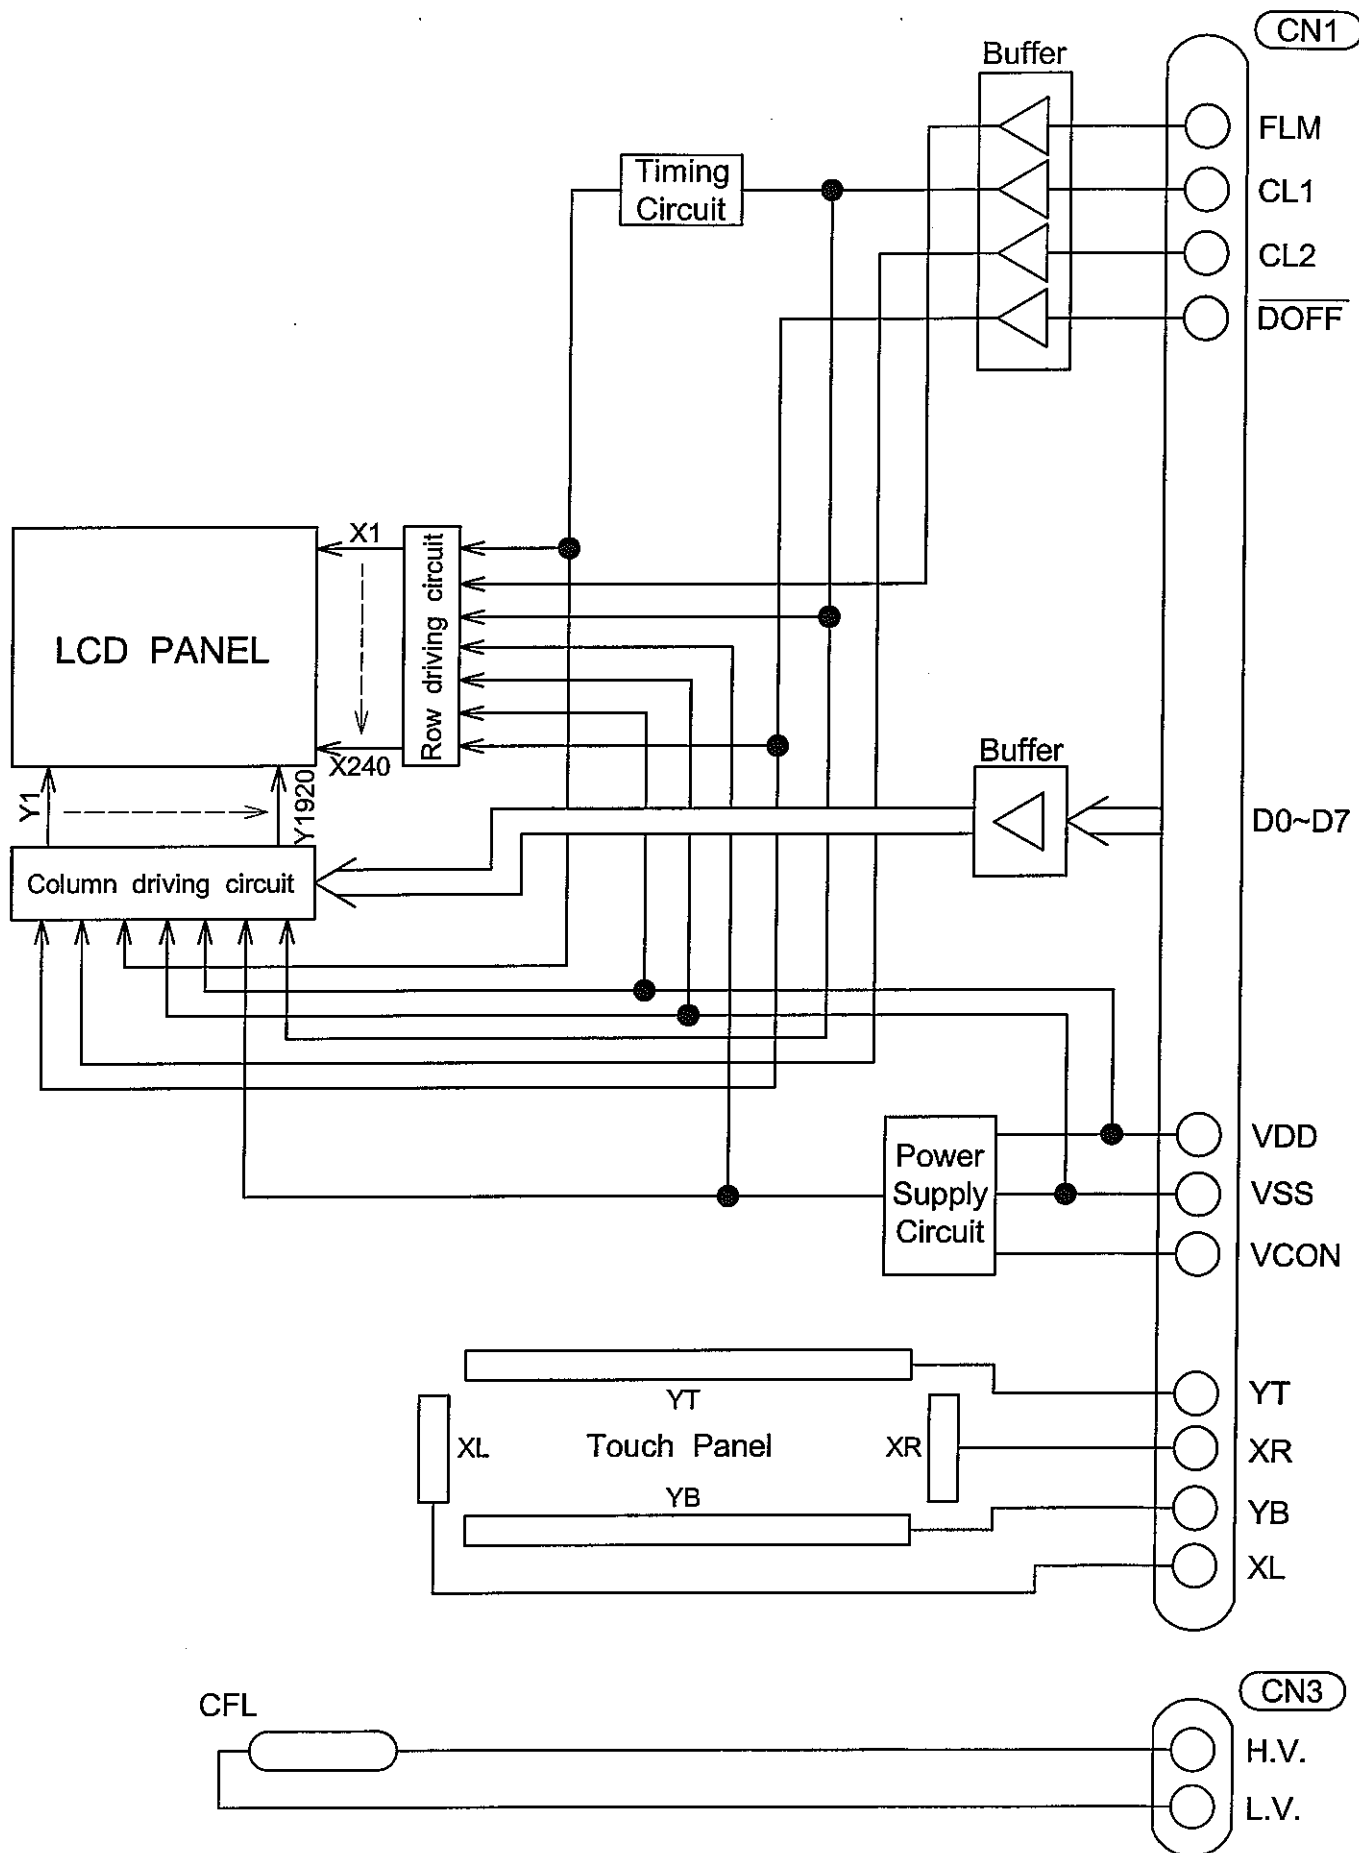 CN1
Buffer
FLM
Timing
Circuit
CL1
CL2
DOFF
X1
Row driving circuit
LCD PANEL
X240
Buffer
Y1
Y1920
D0~D7
Column driving circuit
VDD
Power
Supply
Circuit
VSS
VCON
YT
YT
XL
Touch Panel
XR
XR
YB
YB
XL
CN3
CFL
H.V.
L.V.